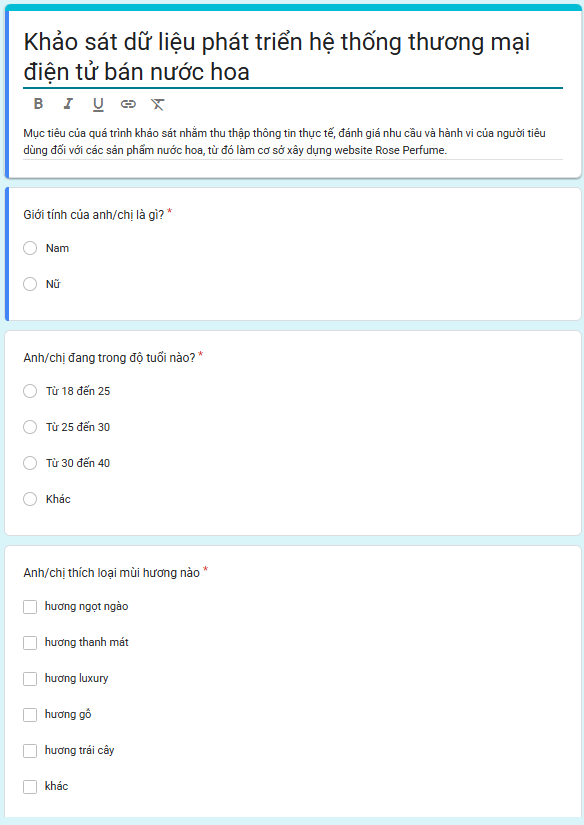 Khảo sát dữ liệu phát triển hệ thống thương mại
điện tử bán nước hoa
B I U
Mục tiêu của quá trình khảo sát nhằm thu thập thông tin thực tế, đánh giá nhu cầu và hành vi của người tiêu
dùng đối với các sản phẩm nước hoa, từ đó làm cơ sở xây dựng website Rose Perfume.
Giới tính của anh/chị là gì? *
Nam
Nữ
Anh/chị đang trong độ tuổi nào? *
Từ 18 đến 25
Từ 25 đến 30
Từ 30 đến 40
Khác
Anh/chị thích loại mùi hương nào *
hương ngọt ngào
hương thanh mát
hương luxury
hương gỗ
hương trái cây
khác